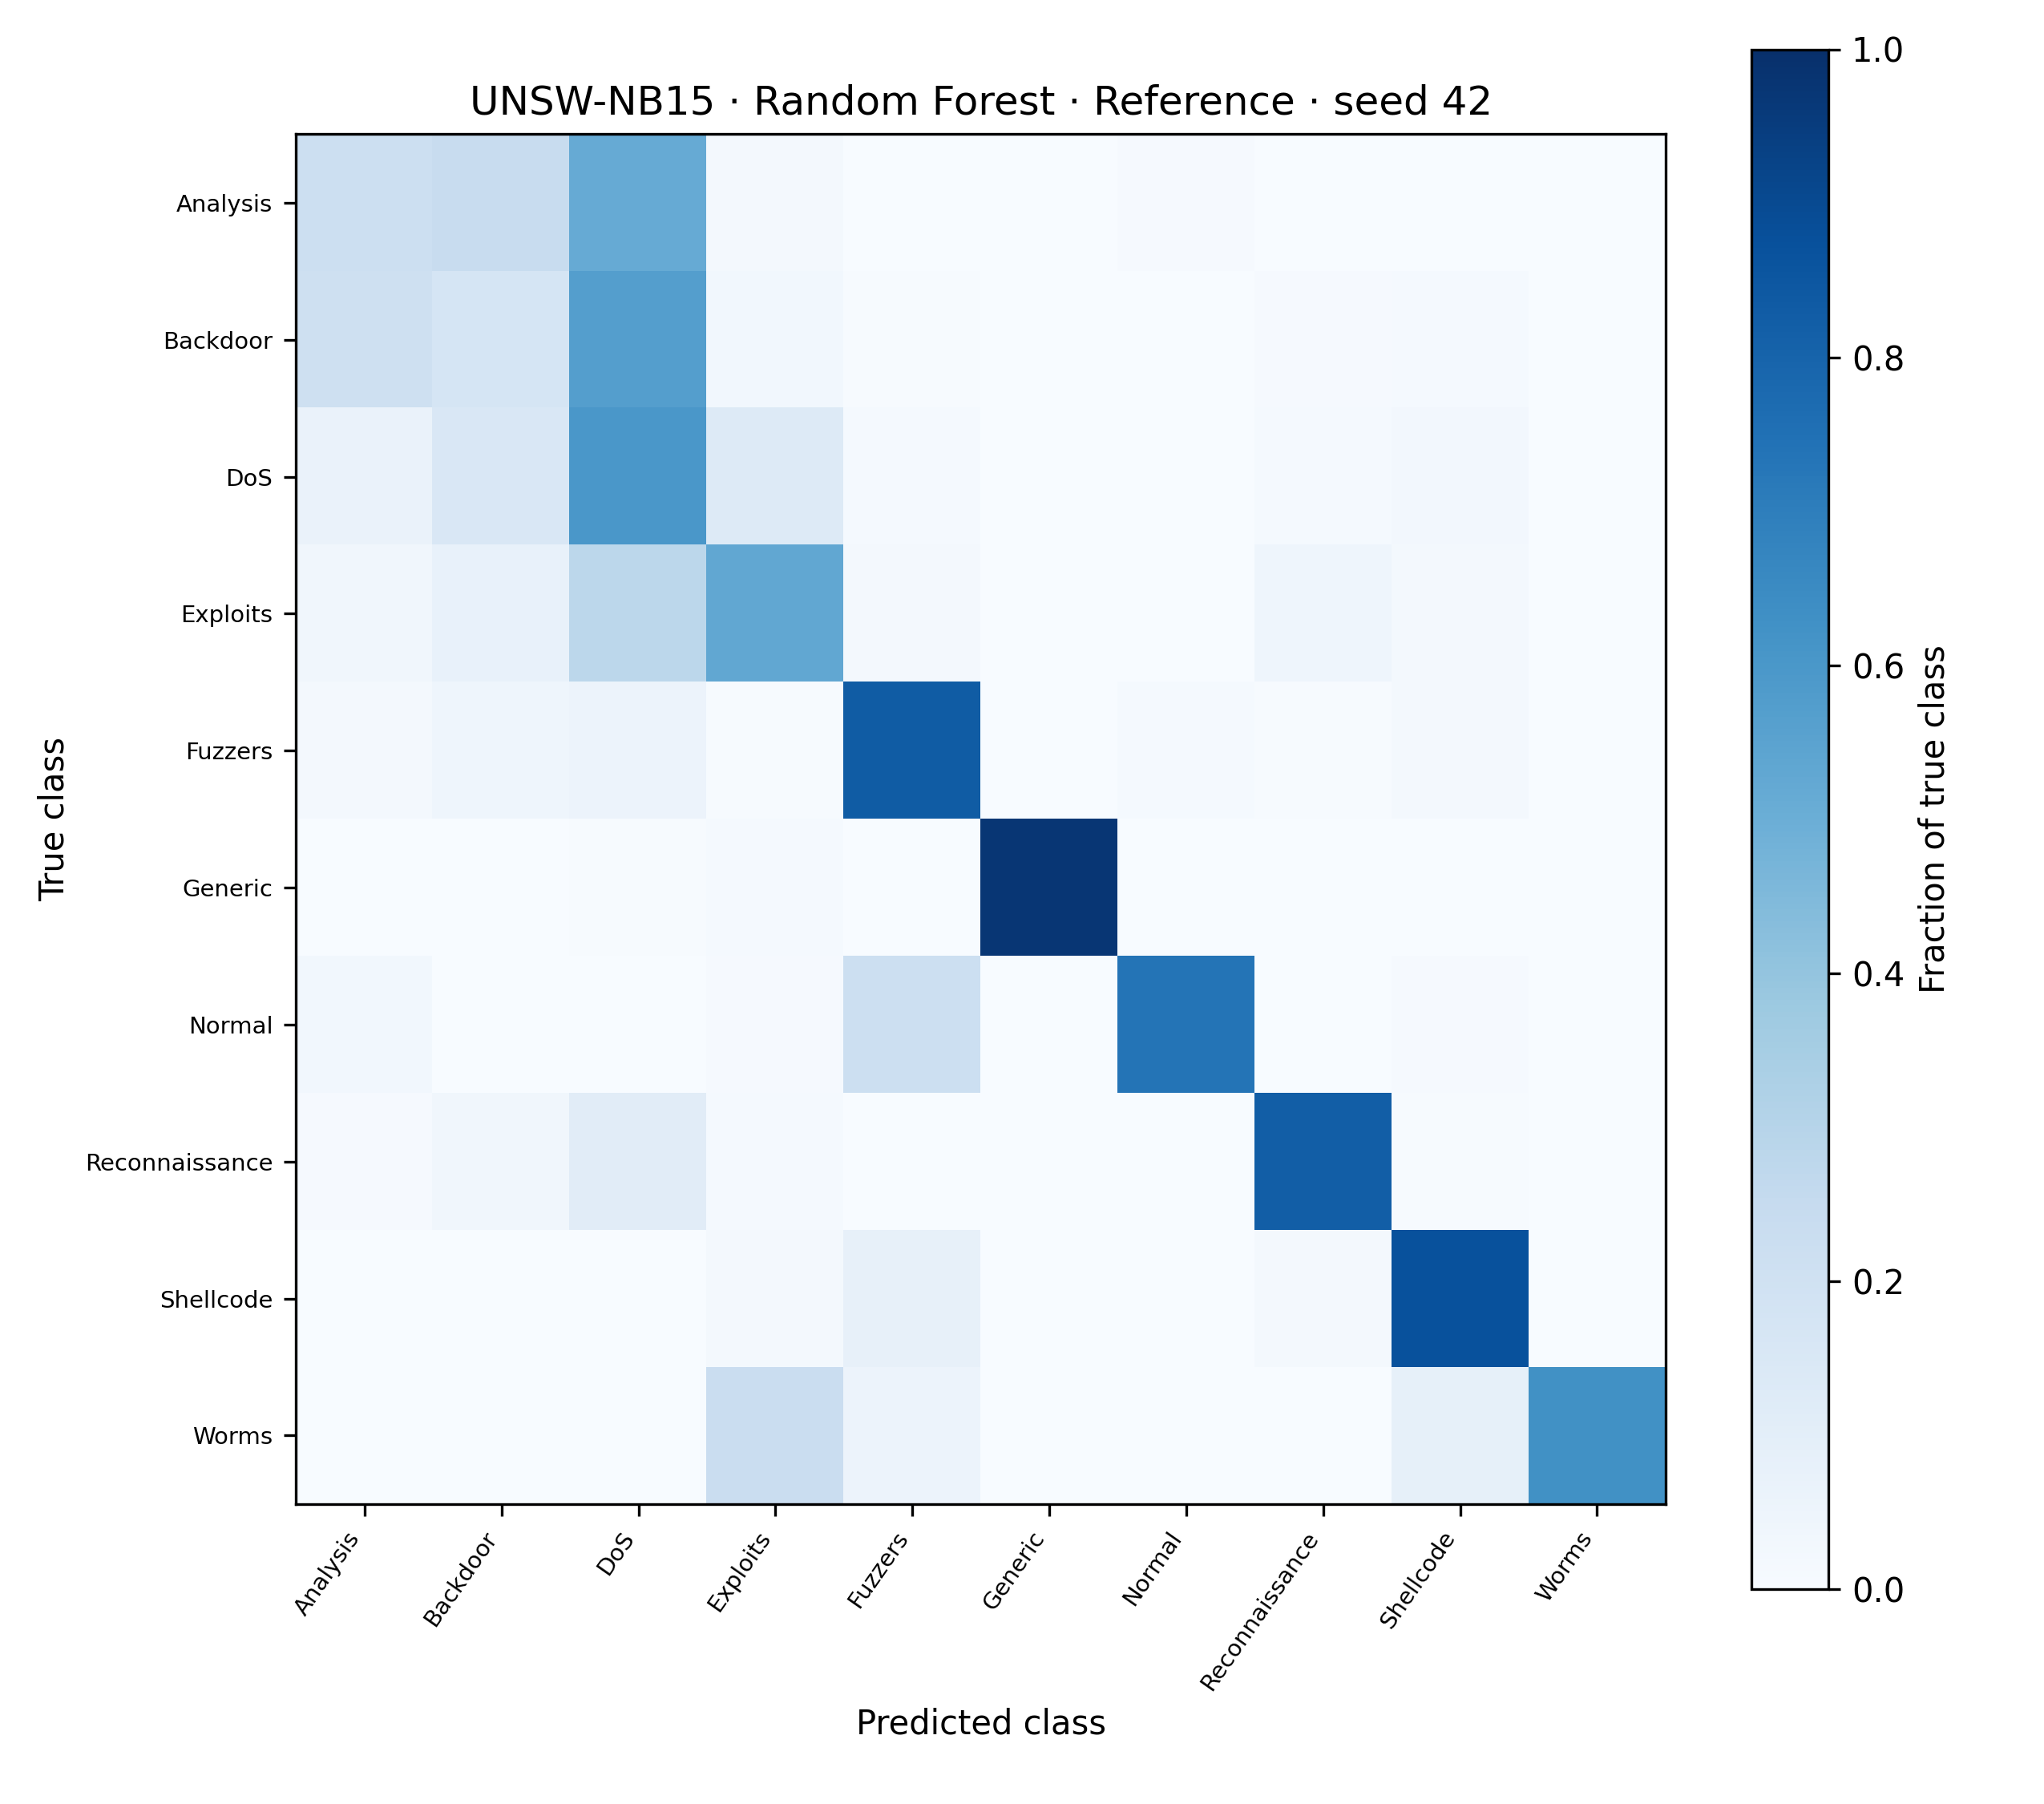 UNSW-NB15 · Random Forest · Reference · seed 42
True class
Analysis
Backdoor
DoS
Exploits
Fuzzers
Generic
Normal
Reconnaissance
Shellcode
Worms
Analysis
Backdoor
DoS
Exploits
Fuzzers
Generic
Normal
Reconnaissance
Shellcode
Worms
Predicted class
1.0
0.8
0.6
0.4
0.2
0.0
Fraction of true class